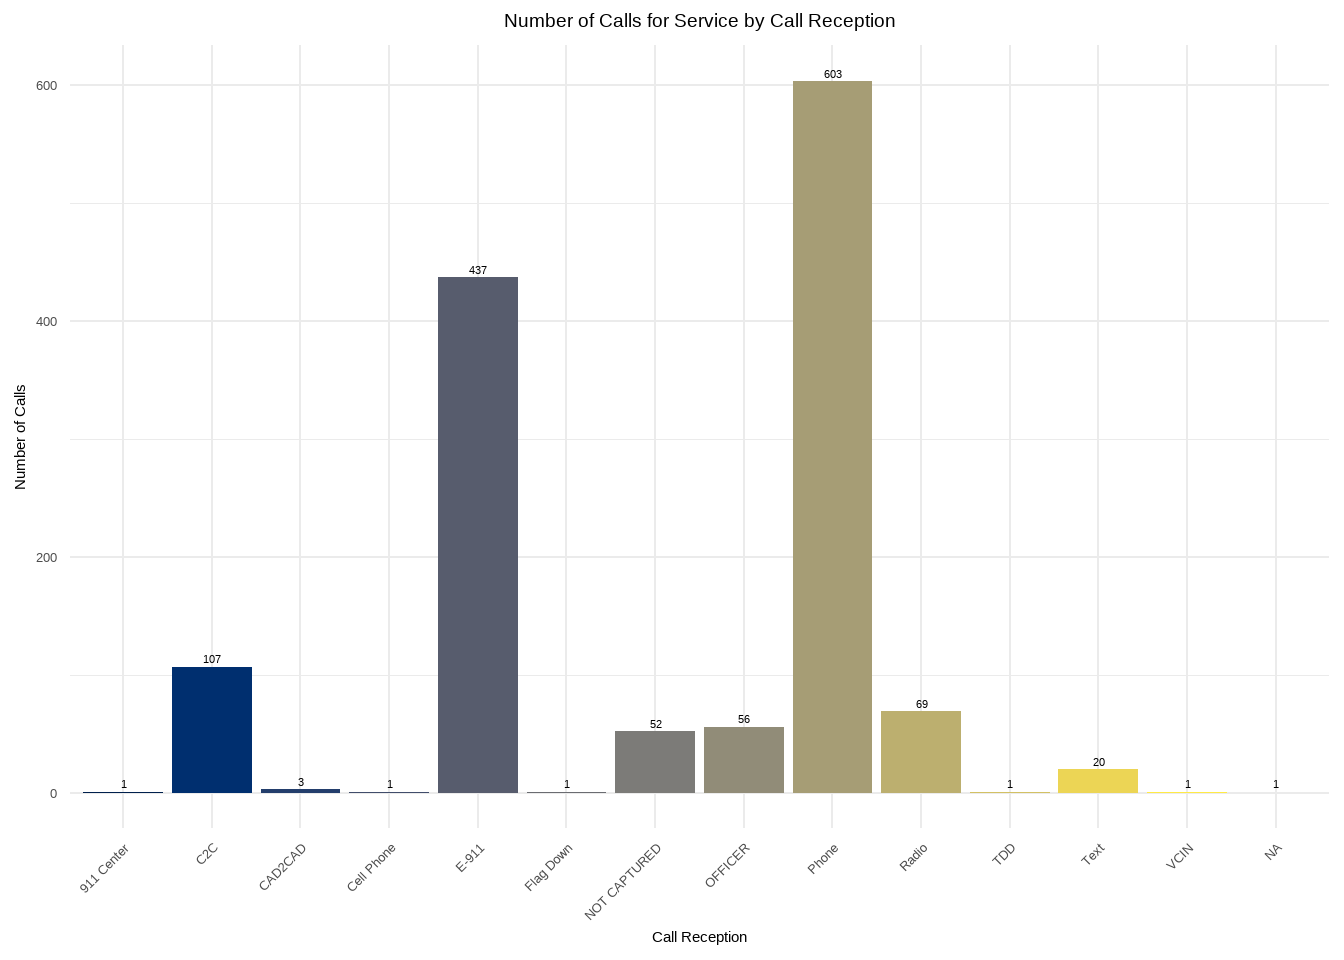 Number of Calls for Service by Call Reception
Number of Calls
600
400
200
0
1
107
3
1
437
1
52
56
603
69
1
20
1
1
911 Center
C2C
CAD2CAD
Cell Phone
E-911
Flag Down
NOT CAPTURED
OFFICER
Phone
Radio
TDD
Text
VCIN
NA
Call Reception